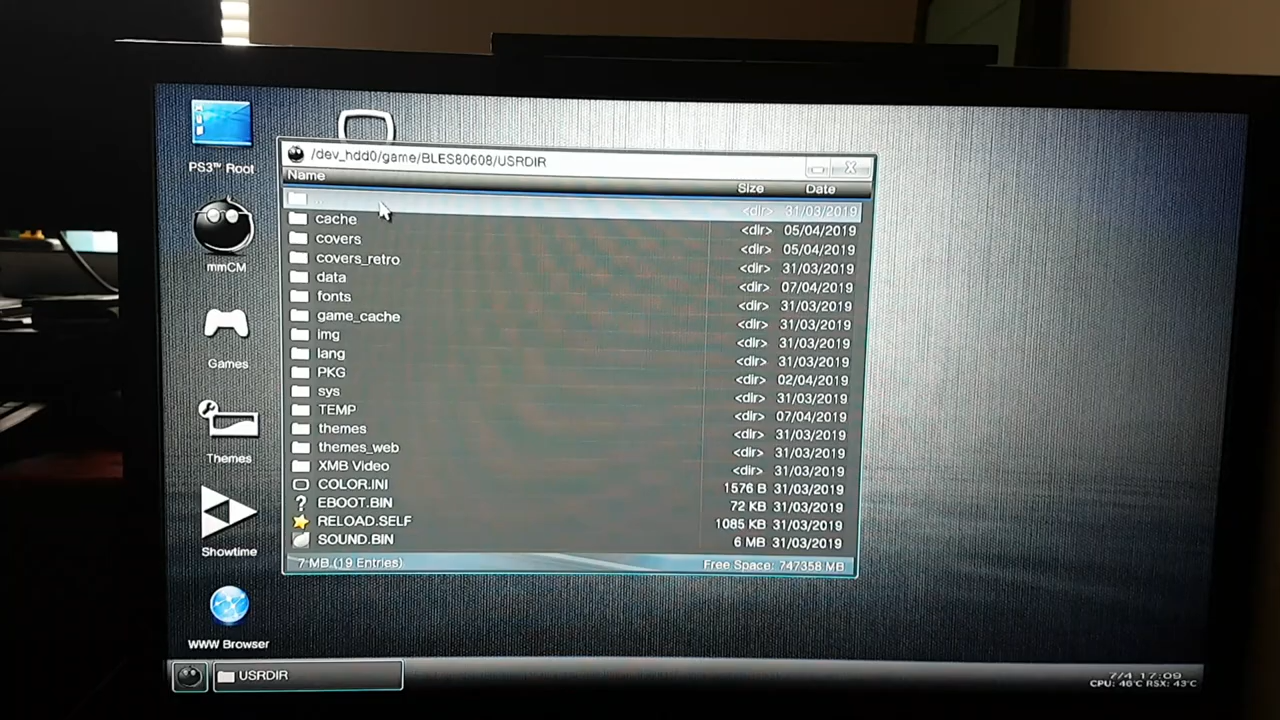 PS3™ Root
mmCM
Games
Themes
Showtime
WWW Browser
/dev_hdd0/game/BLES80608/USRDIR
Name Size Date
.. <dir> 31/03/2019
cache <dir> 05/04/2019
covers <dir> 05/04/2019
covers_retro <dir> 31/03/2019
data <dir> 07/04/2019
fonts <dir> 31/03/2019
game_cache <dir> 31/03/2019
img <dir> 31/03/2019
lang <dir> 31/03/2019
PKG <dir> 02/04/2019
sys <dir> 31/03/2019
TEMP <dir> 07/04/2019
themes <dir> 31/03/2019
themes_web <dir> 31/03/2019
XMB Video <dir> 31/03/2019
COLOR.INI 1576 B 31/03/2019
EBOOT.BIN 72 KB 31/03/2019
RELOAD.SELF 1085 KB 31/03/2019
SOUND.BIN 6 MB 31/03/2019
7 MB (19 Entries) Free Space: 747358 MB
USRDIR
7/4 17:09
CPU: 46°C RSX: 43°C